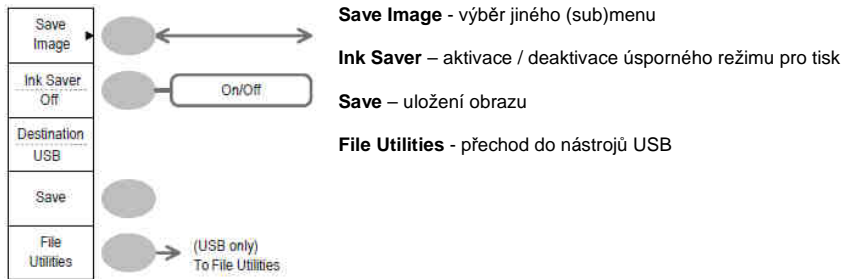 Save
Image
Ink Saver
Off
On/Off
Destination
USB
Save
File
Utilities
(USB only)
To File Utilities
Save Image - výběr jiného (sub)menu
Ink Saver – aktivace / deaktivace úsporného režimu pro tisk
Save – uložení obrazu
File Utilities - přechod do nástrojů USB